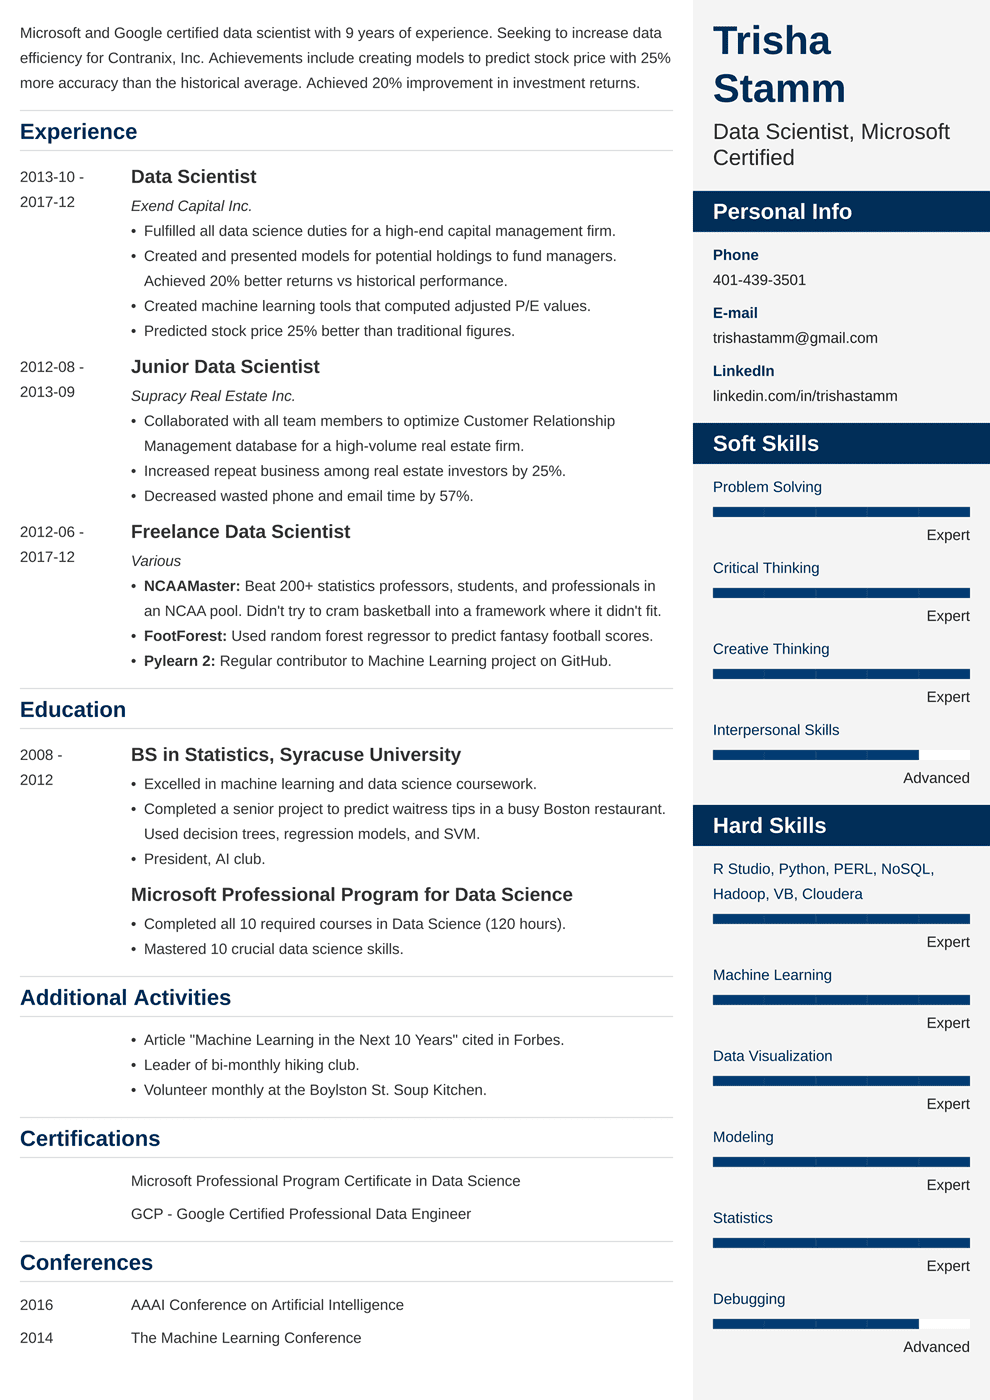 Microsoft and Google certified data scientist with 9 years of experience. Seeking to increase data
efficiency for Contranix, Inc. Achievements include creating models to predict stock price with 25%
more accuracy than the historical average. Achieved 20% improvement in investment returns.
Experience
2013-10 -
2017-12
Data Scientist
Exend Capital Inc.
• Fulfilled all data science duties for a high-end capital management firm.
• Created and presented models for potential holdings to fund managers.
Achieved 20% better returns vs historical performance.
• Created machine learning tools that computed adjusted P/E values.
• Predicted stock price 25% better than traditional figures.
2012-08 -
2013-09
Junior Data Scientist
Supracy Real Estate Inc.
• Collaborated with all team members to optimize Customer Relationship
Management database for a high-volume real estate firm.
• Increased repeat business among real estate investors by 25%.
• Decreased wasted phone and email time by 57%.
2012-06 -
2017-12
Freelance Data Scientist
Various
• NCAAMaster: Beat 200+ statistics professors, students, and professionals in
an NCAA pool. Didn't try to cram basketball into a framework where it didn't fit.
• FootForest: Used random forest regressor to predict fantasy football scores.
• Pylearn 2: Regular contributor to Machine Learning project on GitHub.
Education
2008 -
2012
BS in Statistics, Syracuse University
• Excelled in machine learning and data science coursework.
• Completed a senior project to predict waitress tips in a busy Boston restaurant.
Used decision trees, regression models, and SVM.
• President, AI club.
Microsoft Professional Program for Data Science
• Completed all 10 required courses in Data Science (120 hours).
• Mastered 10 crucial data science skills.
Additional Activities
• Article "Machine Learning in the Next 10 Years" cited in Forbes.
• Leader of bi-monthly hiking club.
• Volunteer monthly at the Boylston St. Soup Kitchen.
Certifications
Microsoft Professional Program Certificate in Data Science
GCP - Google Certified Professional Data Engineer
Conferences
2016 AAAI Conference on Artificial Intelligence
2014 The Machine Learning Conference
Trisha
Stamm
Data Scientist, Microsoft
Certified
Personal Info
Phone
401-439-3501
E-mail
trishastamm@gmail.com
LinkedIn
linkedin.com/in/trishastamm
Soft Skills
Problem Solving
Expert
Critical Thinking
Expert
Creative Thinking
Expert
Interpersonal Skills
Advanced
Hard Skills
R Studio, Python, PERL, NoSQL,
Hadoop, VB, Cloudera
Expert
Machine Learning
Expert
Data Visualization
Expert
Modeling
Expert
Statistics
Expert
Debugging
Advanced